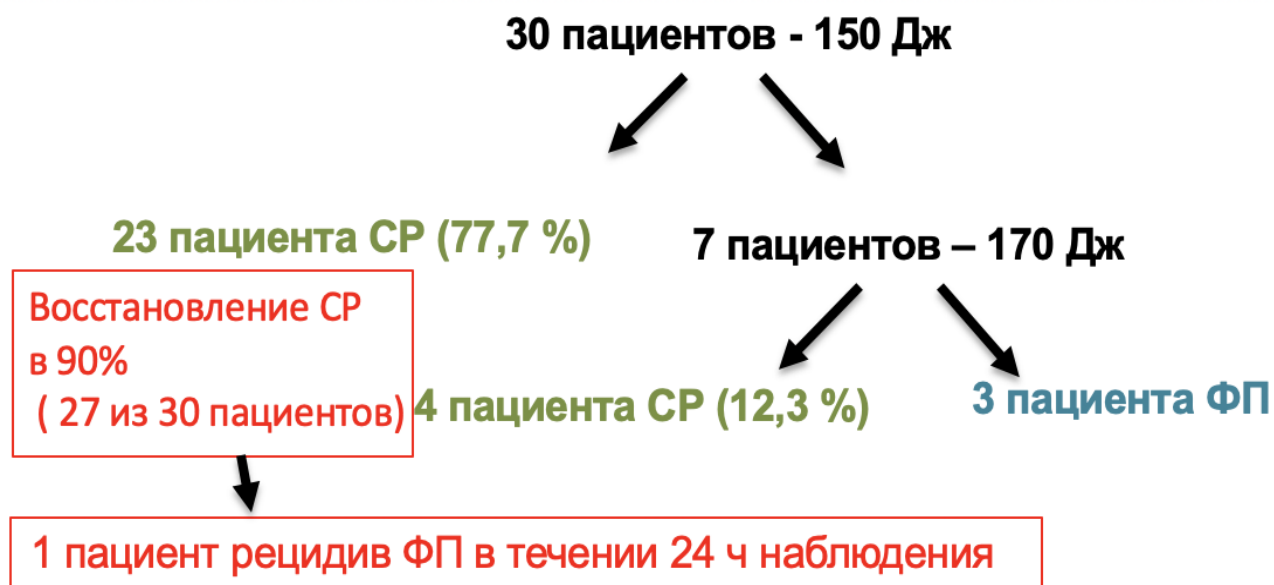 30 пациентов - 150 Дж
23 пациента СР (77,7 %)
7 пациентов – 170 Дж
Восстановление СР
в 90%
( 27 из 30 пациентов)
4 пациента СР (12,3 %)
3 пациента ФП
1 пациент рецидив ФП в течении 24 ч наблюдения